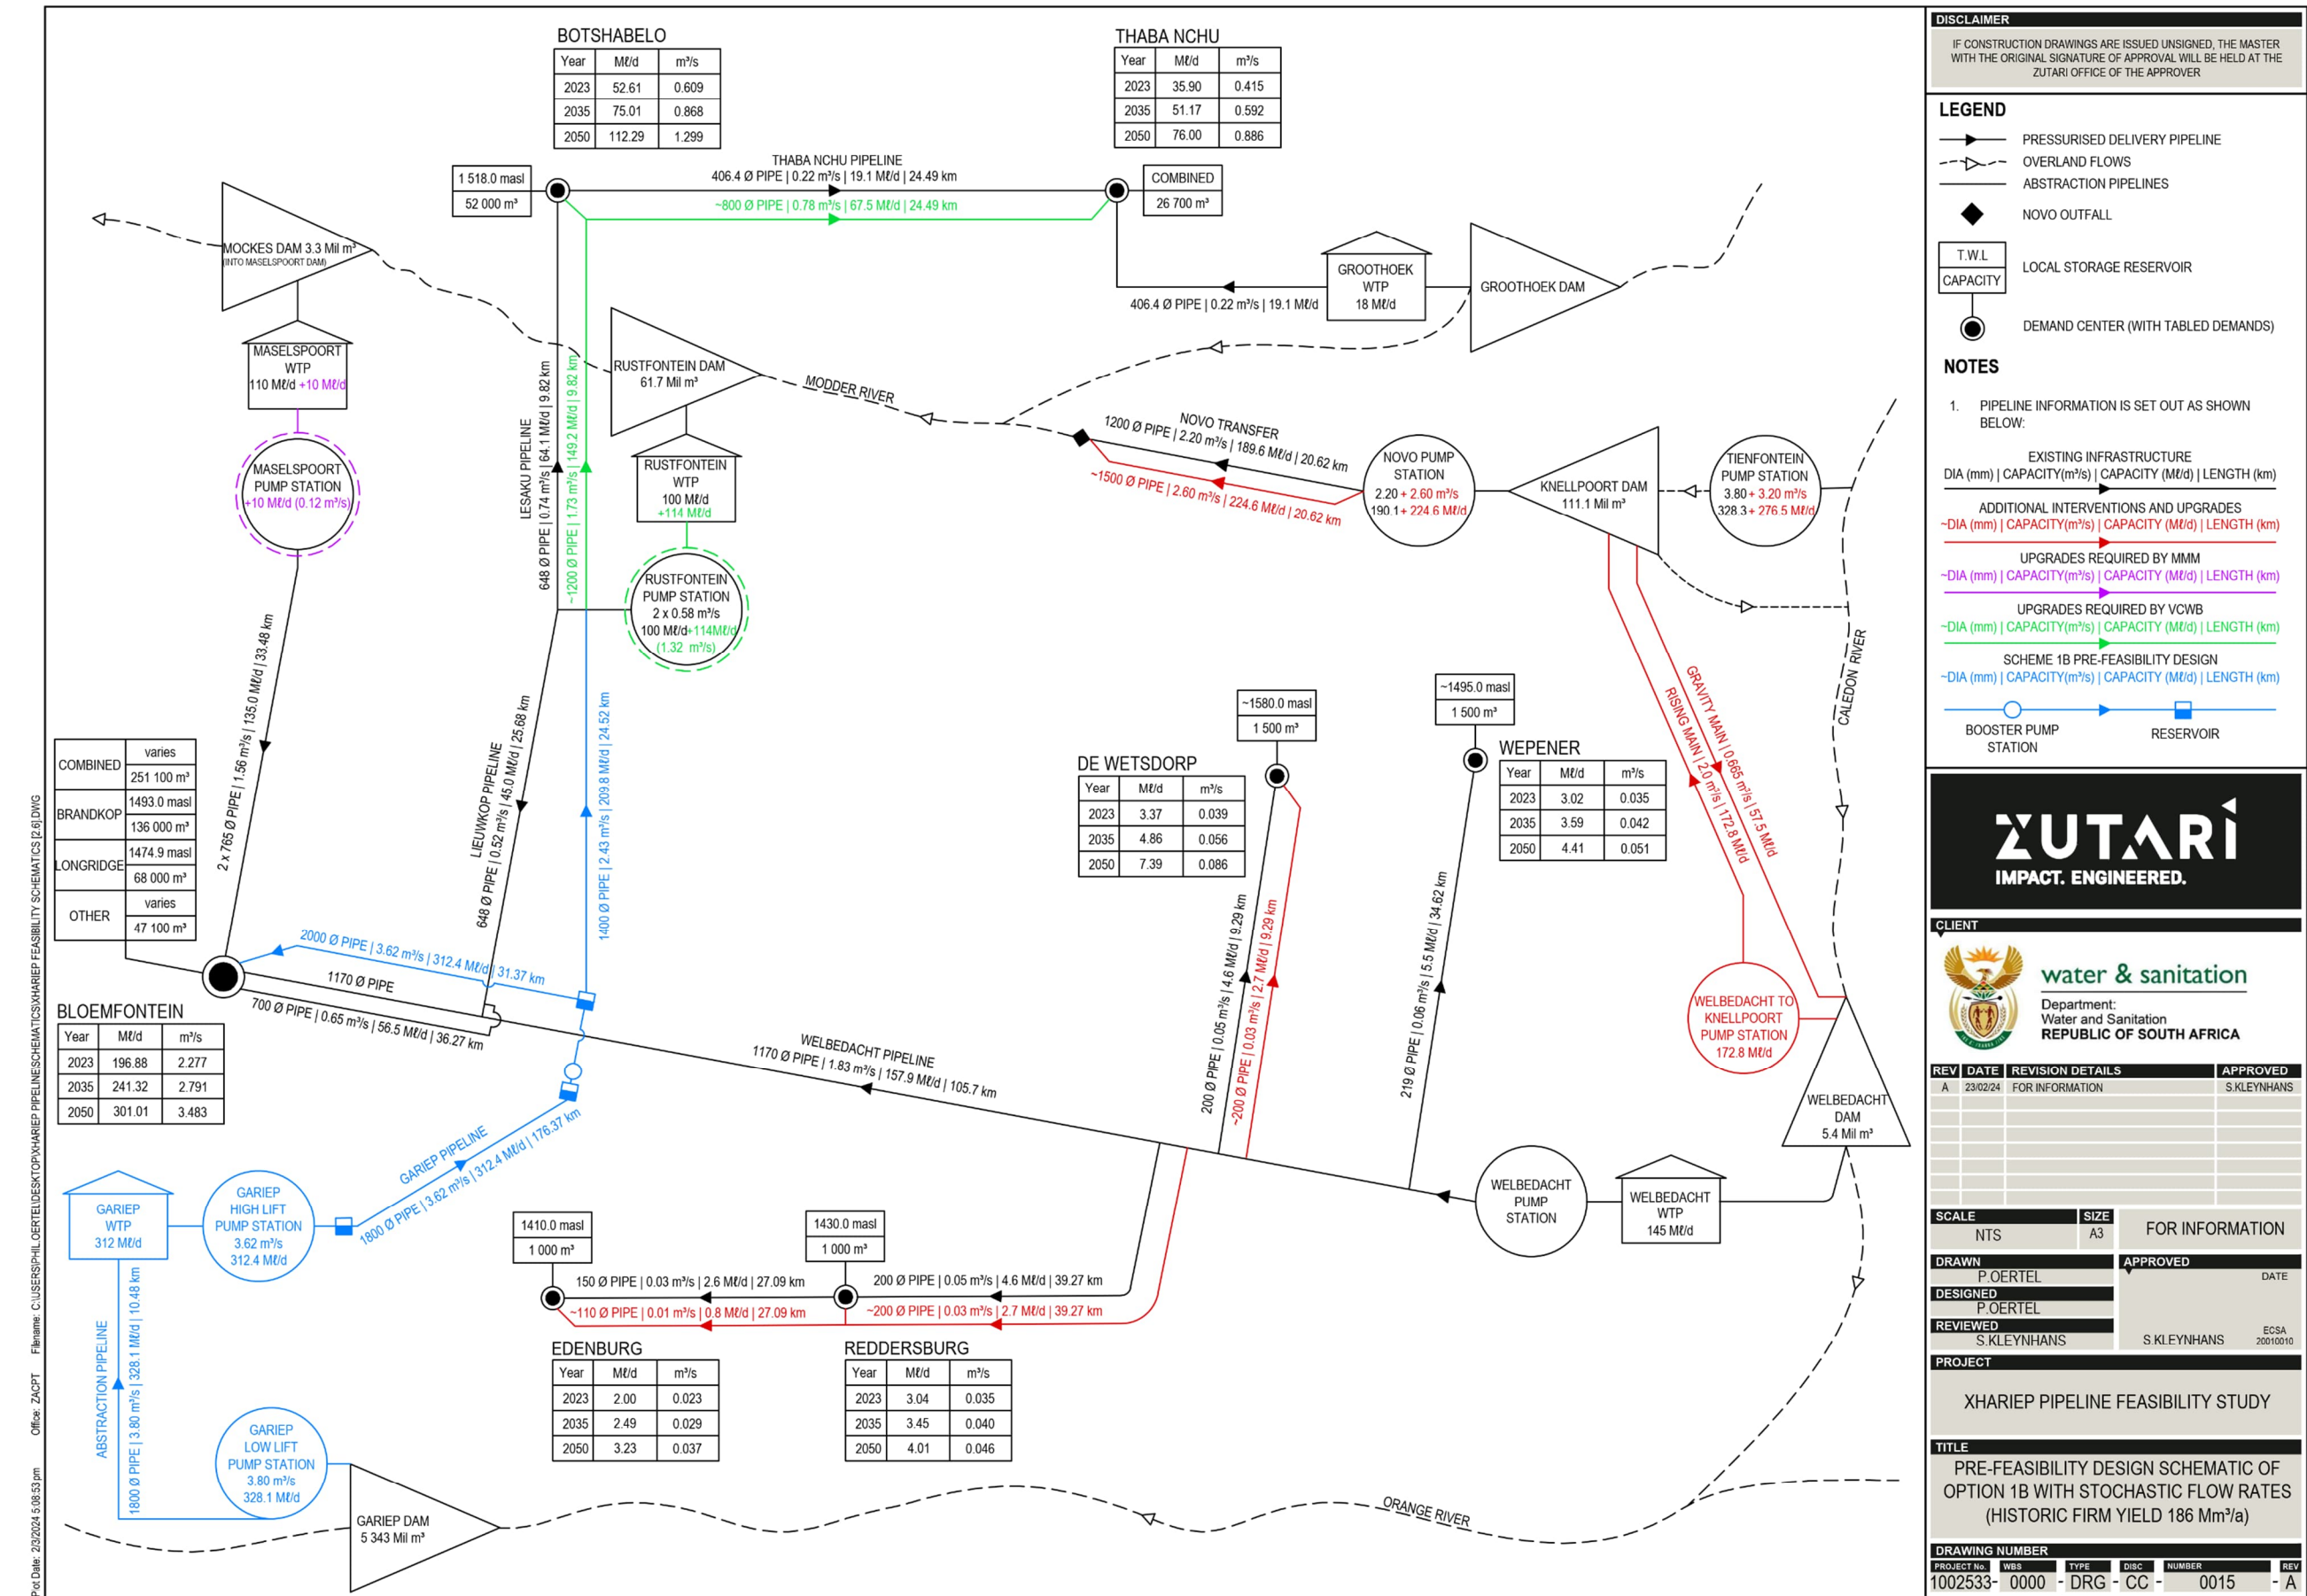 BOTSHABELO
Year Mℓ/d m³/s
2023 52.61 0.609
2035 75.01 0.868
2050 112.29 1.299
THABA NCHU
Year Mℓ/d m³/s
2023 35.90 0.415
2035 51.17 0.592
2050 76.00 0.886
1 518.0 masl
52 000 m³
THABA NCHU PIPELINE
406.4 Ø PIPE | 0.22 m³/s | 19.1 Mℓ/d | 24.49 km
~800 Ø PIPE | 0.78 m³/s | 67.5 Mℓ/d | 24.49 km
COMBINED
26 700 m³
MOCKES DAM 3.3 Mil m³
(INTO MASELSPOORT DAM)
GROOTHOEK
WTP
18 Mℓ/d
GROOTHOEK DAM
406.4 Ø PIPE | 0.22 m³/s | 19.1 Mℓ/d
MASELSPOORT
WTP
110 Mℓ/d +10 Mℓ/d
RUSTFONTEIN DAM
61.7 Mil m³
MODDER RIVER
LESAKU PIPELINE
648 Ø PIPE | 0.74 m³/s | 64.1 Mℓ/d | 9.82 km
~1200 Ø PIPE | 1.73 m³/s | 149.2 Mℓ/d | 9.82 km
NOVO TRANSFER
1200 Ø PIPE | 2.20 m³/s | 189.6 Mℓ/d | 20.62 km
~1500 Ø PIPE | 2.60 m³/s | 224.6 Mℓ/d | 20.62 km
NOVO PUMP
STATION
2.20 + 2.60 m³/s
190.1+ 224.6 Mℓ/d
KNELLPOORT DAM
111.1 Mil m³
TIENFONTEIN
PUMP STATION
3.80 + 3.20 m³/s
328.3+ 276.5 Mℓ/d
MASELSPOORT
PUMP STATION
+10 Mℓ/d (0.12 m³/s)
RUSTFONTEIN
WTP
100 Mℓ/d
+114 Mℓ/d
RUSTFONTEIN
PUMP STATION
2 x 0.58 m³/s
100 Mℓ/d+114Mℓ/d
(1.32 m³/s)
2 x 765 Ø PIPE | 1.56 m³/s | 135.0 Mℓ/d | 33.48 km
LIEUWKOP PIPELINE
648 Ø PIPE | 0.52 m³/s | 45.0 Mℓ/d | 25.68 km
1400 Ø PIPE | 2.43 m³/s | 209.8 Mℓ/d | 24.52 km
CALEDON RIVER
GRAVITY MAIN | 0.665 m³/s | 57.5 Mℓ/d
RISING MAIN | 2.0 m³/s | 172.8 Mℓ/d
COMBINED varies
251 100 m³
BRANDKOP 1493.0 masl
136 000 m³
LONGRIDGE 1474.9 masl
68 000 m³
OTHER varies
47 100 m³
~1580.0 masl
1 500 m³
~1495.0 masl
1 500 m³
DE WETSDORP
Year Mℓ/d m³/s
2023 3.37 0.039
2035 4.86 0.056
2050 7.39 0.086
WEPENER
Year Mℓ/d m³/s
2023 3.02 0.035
2035 3.59 0.042
2050 4.41 0.051
200 Ø PIPE | 0.05 m³/s | 4.6 Mℓ/d | 9.29 km
~200 Ø PIPE | 0.03 m³/s | 2.7 Mℓ/d | 9.29 km
219 Ø PIPE | 0.06 m³/s | 5.5 Mℓ/d | 34.62 km
2000 Ø PIPE | 3.62 m³/s | 312.4 Mℓ/d | 31.37 km
1170 Ø PIPE
700 Ø PIPE | 0.65 m³/s | 56.5 Mℓ/d | 36.27 km
BLOEMFONTEIN
Year Mℓ/d m³/s
2023 196.88 2.277
2035 241.32 2.791
2050 301.01 3.483
WELBEDACHT PIPELINE
1170 Ø PIPE | 1.83 m³/s | 157.9 Mℓ/d | 105.7 km
WELBEDACHT TO
KNELLPOORT
PUMP STATION
172.8 Mℓ/d
WELBEDACHT
DAM
5.4 Mil m³
GARIEP PIPELINE
1800 Ø PIPE | 3.62 m³/s | 312.4 Mℓ/d | 176.37 km
GARIEP
WTP
312 Mℓ/d
GARIEP
HIGH LIFT
PUMP STATION
3.62 m³/s
312.4 Mℓ/d
WELBEDACHT
PUMP
STATION
WELBEDACHT
WTP
145 Mℓ/d
1410.0 masl
1 000 m³
1430.0 masl
1 000 m³
150 Ø PIPE | 0.03 m³/s | 2.6 Mℓ/d | 27.09 km
~110 Ø PIPE | 0.01 m³/s | 0.8 Mℓ/d | 27.09 km
200 Ø PIPE | 0.05 m³/s | 4.6 Mℓ/d | 39.27 km
~200 Ø PIPE | 0.03 m³/s | 2.7 Mℓ/d | 39.27 km
EDENBURG
Year Mℓ/d m³/s
2023 2.00 0.023
2035 2.49 0.029
2050 3.23 0.037
REDDERSBURG
Year Mℓ/d m³/s
2023 3.04 0.035
2035 3.45 0.040
2050 4.01 0.046
ABSTRACTION PIPELINE
1800 Ø PIPE | 3.80 m³/s | 328.1 Mℓ/d | 10.48 km
GARIEP
LOW LIFT
PUMP STATION
3.80 m³/s
328.1 Mℓ/d
GARIEP DAM
5 343 Mil m³
ORANGE RIVER
Plot Date: 2/3/2024 5:08:53 pm Office: ZACPT Filename: C:\USERS\PHIL.OERTEL\DESKTOP\XHARIEP PIPELINE\SCHEMATICS\XHARIEP FEASIBILITY SCHEMATICS [2.6].DWG
DISCLAIMER
IF CONSTRUCTION DRAWINGS ARE ISSUED UNSIGNED, THE MASTER
WITH THE ORIGINAL SIGNATURE OF APPROVAL WILL BE HELD AT THE
ZUTARI OFFICE OF THE APPROVER
LEGEND
PRESSURISED DELIVERY PIPELINE
OVERLAND FLOWS
ABSTRACTION PIPELINES
NOVO OUTFALL
T.W.L
CAPACITY
LOCAL STORAGE RESERVOIR
DEMAND CENTER (WITH TABLED DEMANDS)
NOTES
1. PIPELINE INFORMATION IS SET OUT AS SHOWN
BELOW:
EXISTING INFRASTRUCTURE
DIA (mm) | CAPACITY(m³/s) | CAPACITY (Mℓ/d) | LENGTH (km)
ADDITIONAL INTERVENTIONS AND UPGRADES
~DIA (mm) | CAPACITY(m³/s) | CAPACITY (Mℓ/d) | LENGTH (km)
UPGRADES REQUIRED BY MMM
~DIA (mm) | CAPACITY(m³/s) | CAPACITY (Mℓ/d) | LENGTH (km)
UPGRADES REQUIRED BY VCWB
~DIA (mm) | CAPACITY(m³/s) | CAPACITY (Mℓ/d) | LENGTH (km)
SCHEME 1B PRE-FEASIBILITY DESIGN
~DIA (mm) | CAPACITY(m³/s) | CAPACITY (Mℓ/d) | LENGTH (km)
BOOSTER PUMP
STATION
RESERVOIR
ZUTARI
IMPACT. ENGINEERED.
CLIENT
water & sanitation
Department:
Water and Sanitation
REPUBLIC OF SOUTH AFRICA
REV DATE REVISION DETAILS APPROVED
A 23/02/24 FOR INFORMATION S.KLEYNHANS
SCALE SIZE
NTS A3
FOR INFORMATION
DRAWN
P.OERTEL
DESIGNED
P.OERTEL
REVIEWED
S.KLEYNHANS
APPROVED
DATE
S.KLEYNHANS
ECSA
20010010
PROJECT
XHARIEP PIPELINE FEASIBILITY STUDY
TITLE
PRE-FEASIBILITY DESIGN SCHEMATIC OF
OPTION 1B WITH STOCHASTIC FLOW RATES
(HISTORIC FIRM YIELD 186 Mm³/a)
DRAWING NUMBER
PROJECT No. WBS TYPE DISC NUMBER REV
1002533- 0000 - DRG - CC - 0015 - A